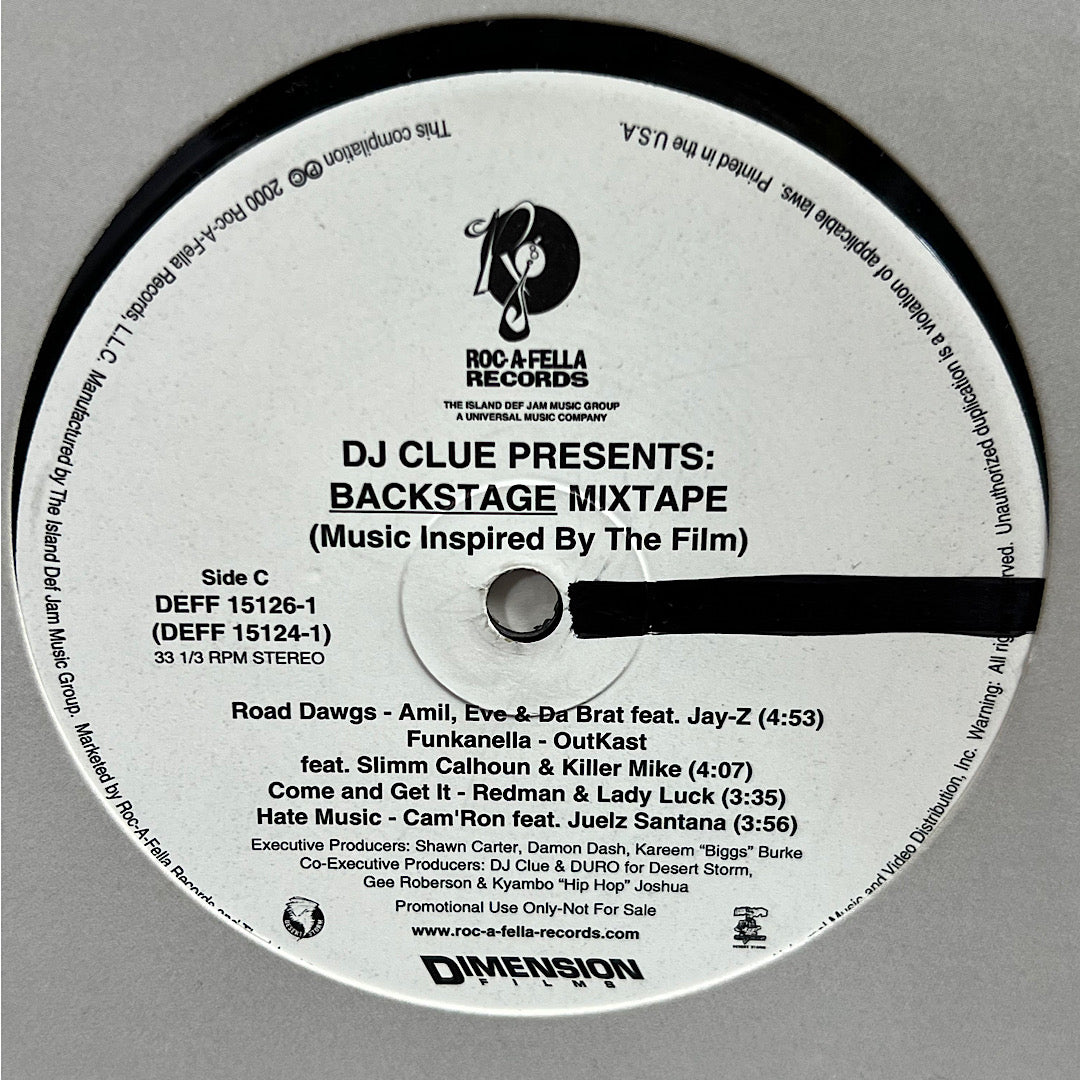 ROC-A-FELLA
RECORDS
THE ISLAND DEF JAM MUSIC GROUP
A UNIVERSAL MUSIC COMPANY
DJ CLUE PRESENTS:
BACKSTAGE MIXTAPE
(Music Inspired By The Film)
Side C
DEFF 15126-1
(DEFF 15124-1)
33 1/3 RPM STEREO
Road Dawgs - Amil, Eve & Da Brat feat. Jay-Z (4:53)
Funkanella - OutKast
feat. Slimm Calhoun & Killer Mike (4:07)
Come and Get It - Redman & Lady Luck (3:35)
Hate Music - Cam'Ron feat. Juelz Santana (3:56)
Executive Producers: Shawn Carter, Damon Dash, Kareem “Biggs” Burke
Co-Executive Producers: DJ Clue & DURO for Desert Storm,
Gee Roberson & Kyambo “Hip Hop” Joshua
Promotional Use Only-Not For Sale
www.roc-a-fella-records.com
DIMENSION
FILMS
This compilation ℗© 2000 Roc-A-Fella Records, L.L.C. Manufactured by The Island Def Jam Music Group. Marketed by Roc-A-Fella Records and
Music and Video Distribution, Inc. Warning: All rig rved. Unauthorized duplication is a violation of applicable laws. Printed in the U.S.A.